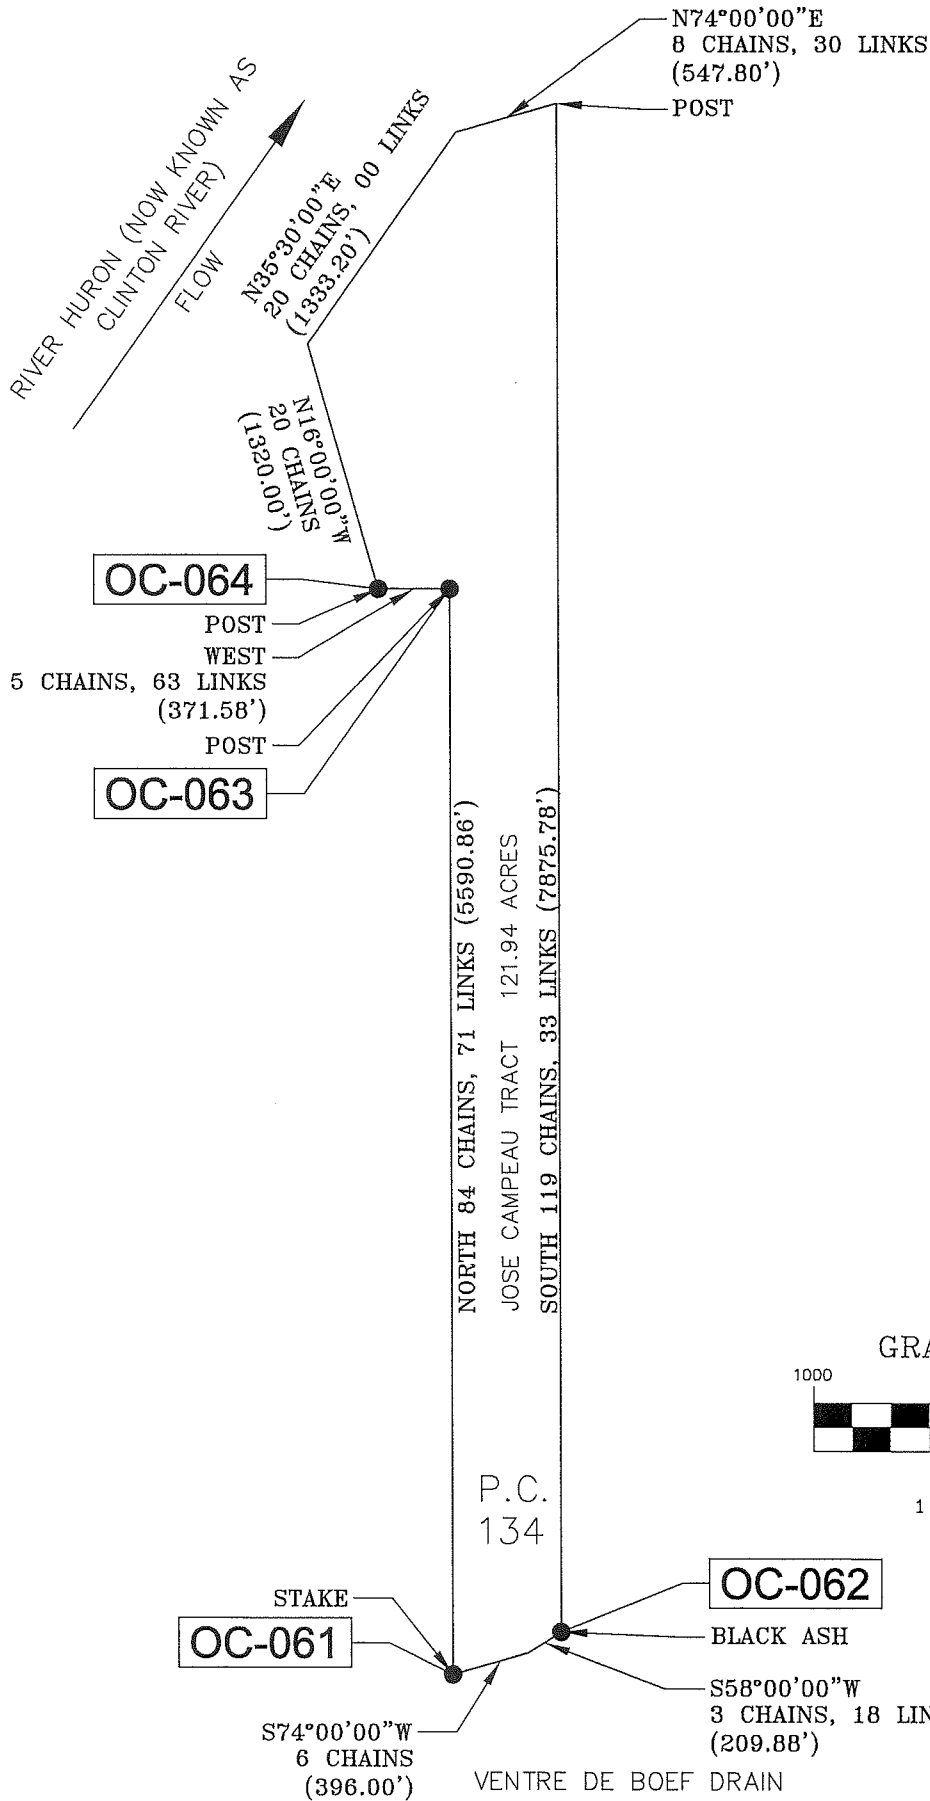 N74°00'00"E
8 CHAINS, 30 LINKS
(547.80')
POST
RIVER HURON (NOW KNOWN AS
CLINTON RIVER)
FLOW
N35°30'00"E
20 CHAINS, 00 LINKS
(1333.20')
N16°00'00"W
20 CHAINS
(1320.00')
OC-064
POST
WEST
5 CHAINS, 63 LINKS
(371.58')
POST
OC-063
NORTH 84 CHAINS, 71 LINKS (5590.86')
JOSE CAMPEAU TRACT 121.94 ACRES
SOUTH 119 CHAINS, 33 LINKS (7875.78')
GRA
1000
1
P.C.
134
STAKE
OC-061
OC-062
BLACK ASH
S58°00'00"W
3 CHAINS, 18 LIN
(209.88')
S74°00'00"W
6 CHAINS
(396.00')
VENTRE DE BOEF DRAIN